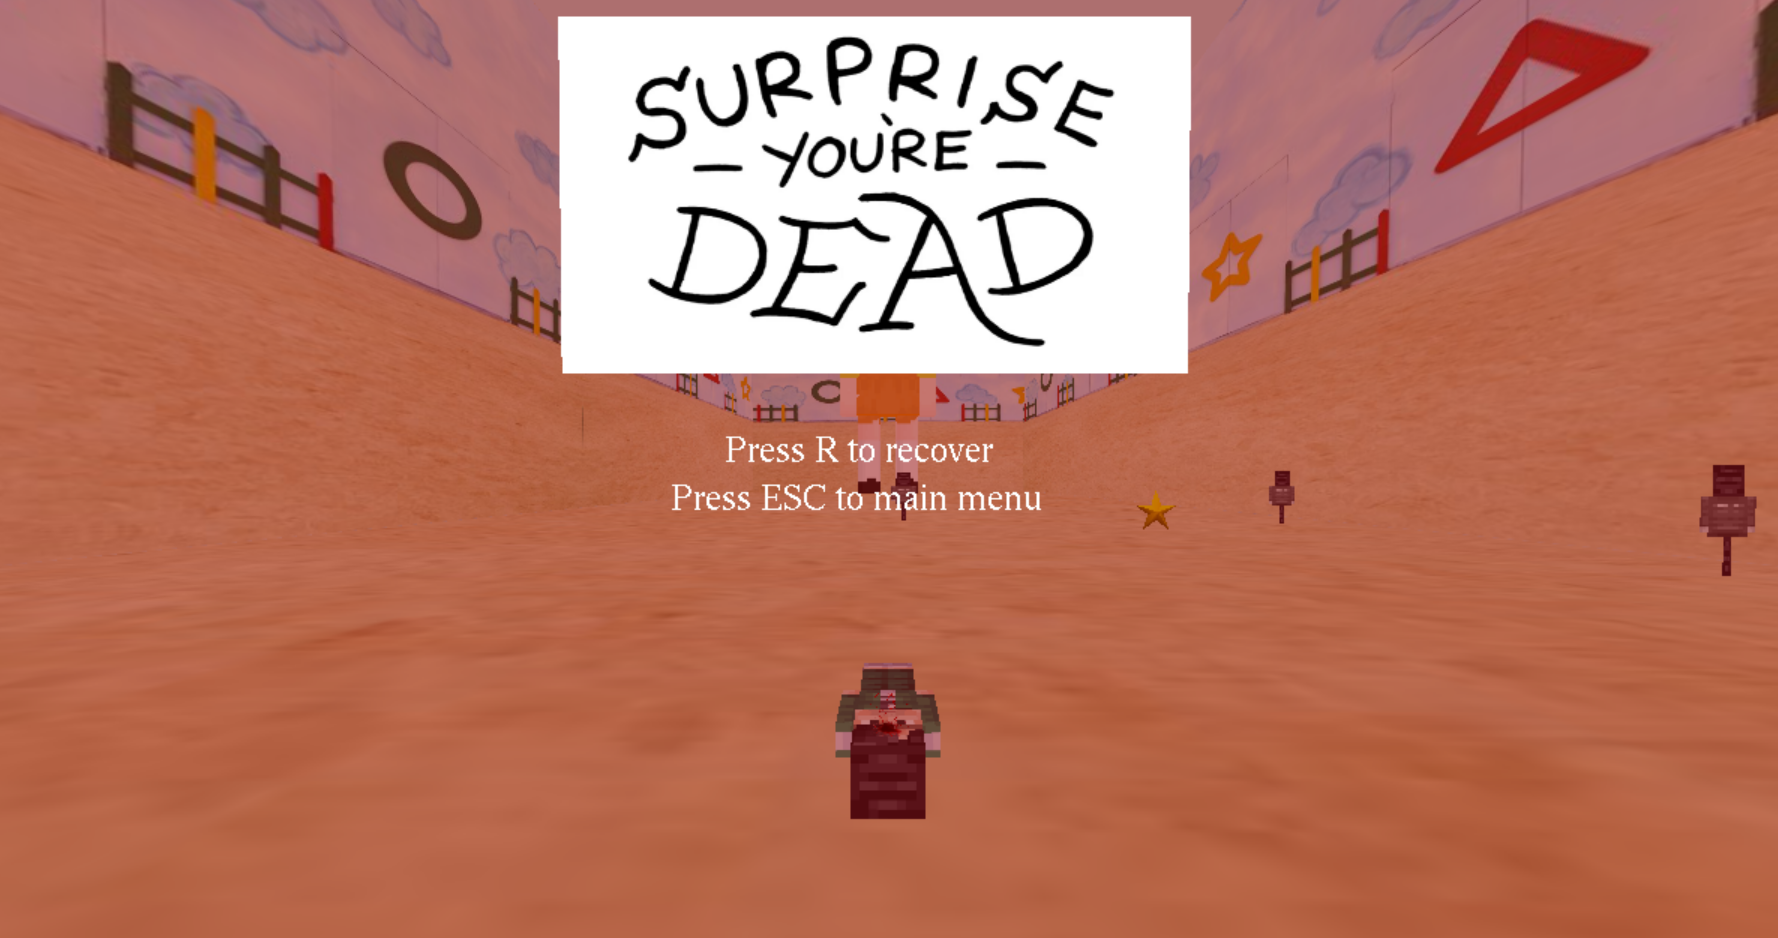 SURPRISE
— YOU'RE —
DEAD
Press R to recover
Press ESC to main menu